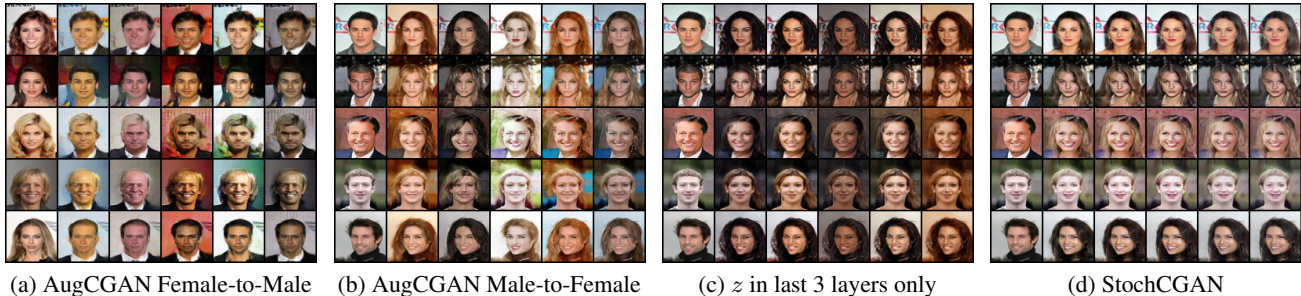 (a) AugCGAN Female-to-Male
(b) AugCGAN Male-to-Female
(c) z in last 3 layers only
(d) StochCGAN